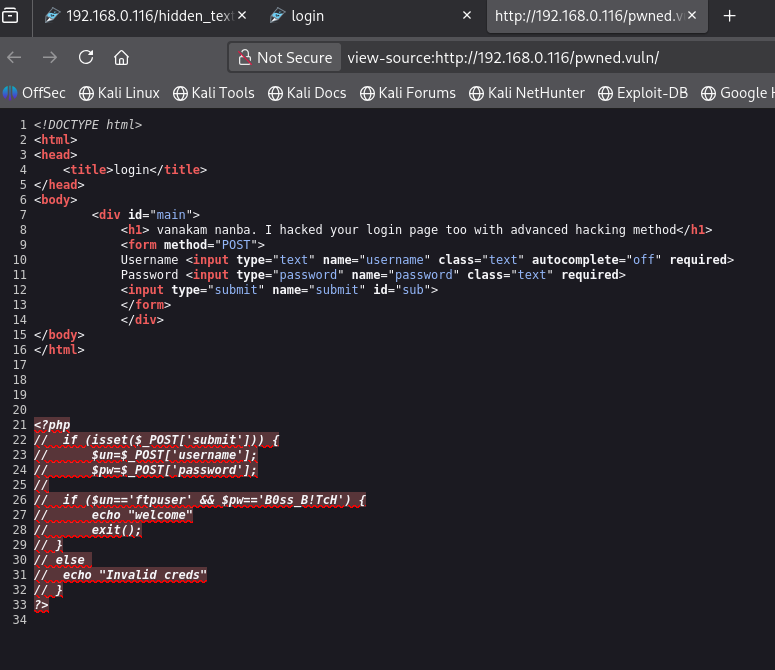 192.168.0.116/hidden_tex
login
http://192.168.0.116/pwned.v
Not Secure
view-source:http://192.168.0.116/pwned.vuln/
OffSec Kali Linux Kali Tools Kali Docs Kali Forums Kali NetHunter Exploit-DB Google H
1 <!DOCTYPE html>
2 <html>
3 <head>
4     <title>login</title>
5 </head>
6 <body>
7         <div id="main">
8             <h1> vanakam nanba. I hacked your login page too with advanced hacking method</h1>
9             <form method="POST">
10             Username <input type="text" name="username" class="text" autocomplete="off" required>
11             Password <input type="password" name="password" class="text" required>
12             <input type="submit" name="submit" id="sub">
13             </form>
14             </div>
15 </body>
16 </html>
17
18
19
20
21 <?php
22 //  if (isset($_POST['submit'])) {
23 //      $un=$_POST['username'];
24 //      $pw=$_POST['password'];
25 //
26 //  if ($un=='ftpuser' && $pw=='B0ss_B!TcH') {
27 //      echo "welcome"
28 //      exit();
29 // }
30 // else
31 //  echo "Invalid creds"
32 // }
33 ?>
34